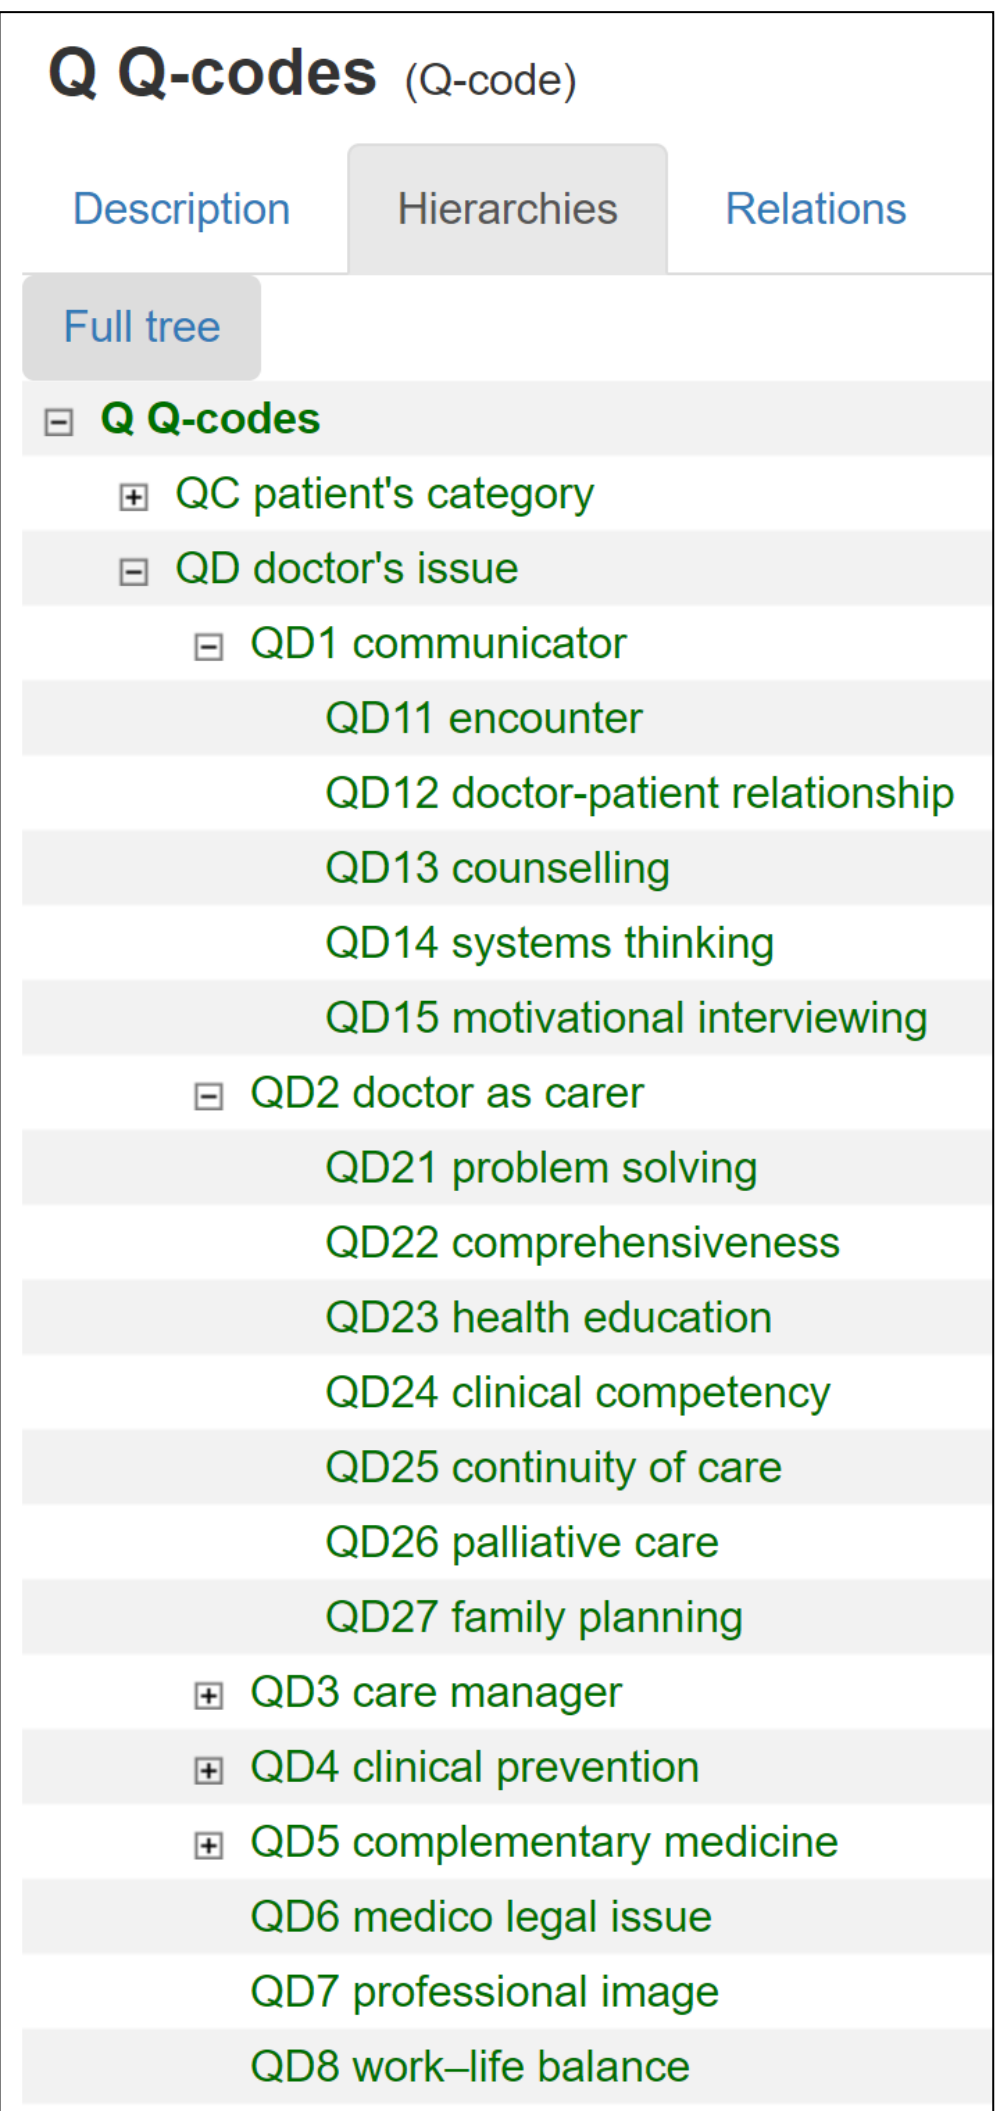 Q Q-codes (Q-code)
Description Hierarchies Relations
Full tree
Q Q-codes
QC patient's category
QD doctor's issue
QD1 communicator
QD11 encounter
QD12 doctor-patient relationship
QD13 counselling
QD14 systems thinking
QD15 motivational interviewing
QD2 doctor as carer
QD21 problem solving
QD22 comprehensiveness
QD23 health education
QD24 clinical competency
QD25 continuity of care
QD26 palliative care
QD27 family planning
QD3 care manager
QD4 clinical prevention
QD5 complementary medicine
QD6 medico legal issue
QD7 professional image
QD8 work–life balance